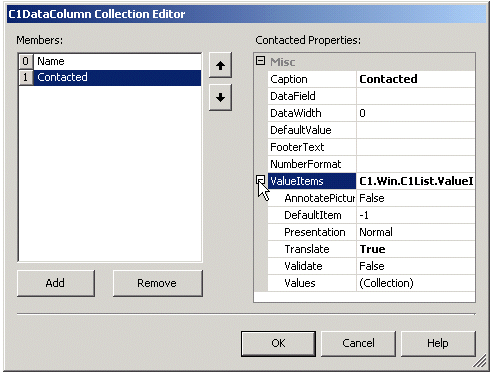 C1DataColumn Collection Editor
Members:
Contacted Properties:
0 Name
1 Contacted
Misc
Caption Contacted
DataField
DataWidth 0
DefaultValue
FooterText
NumberFormat
ValueItems C1.Win.C1List.ValueI
AnnotatePictur False
DefaultItem -1
Presentation Normal
Translate True
Validate False
Values (Collection)
Add Remove
OK Cancel Help